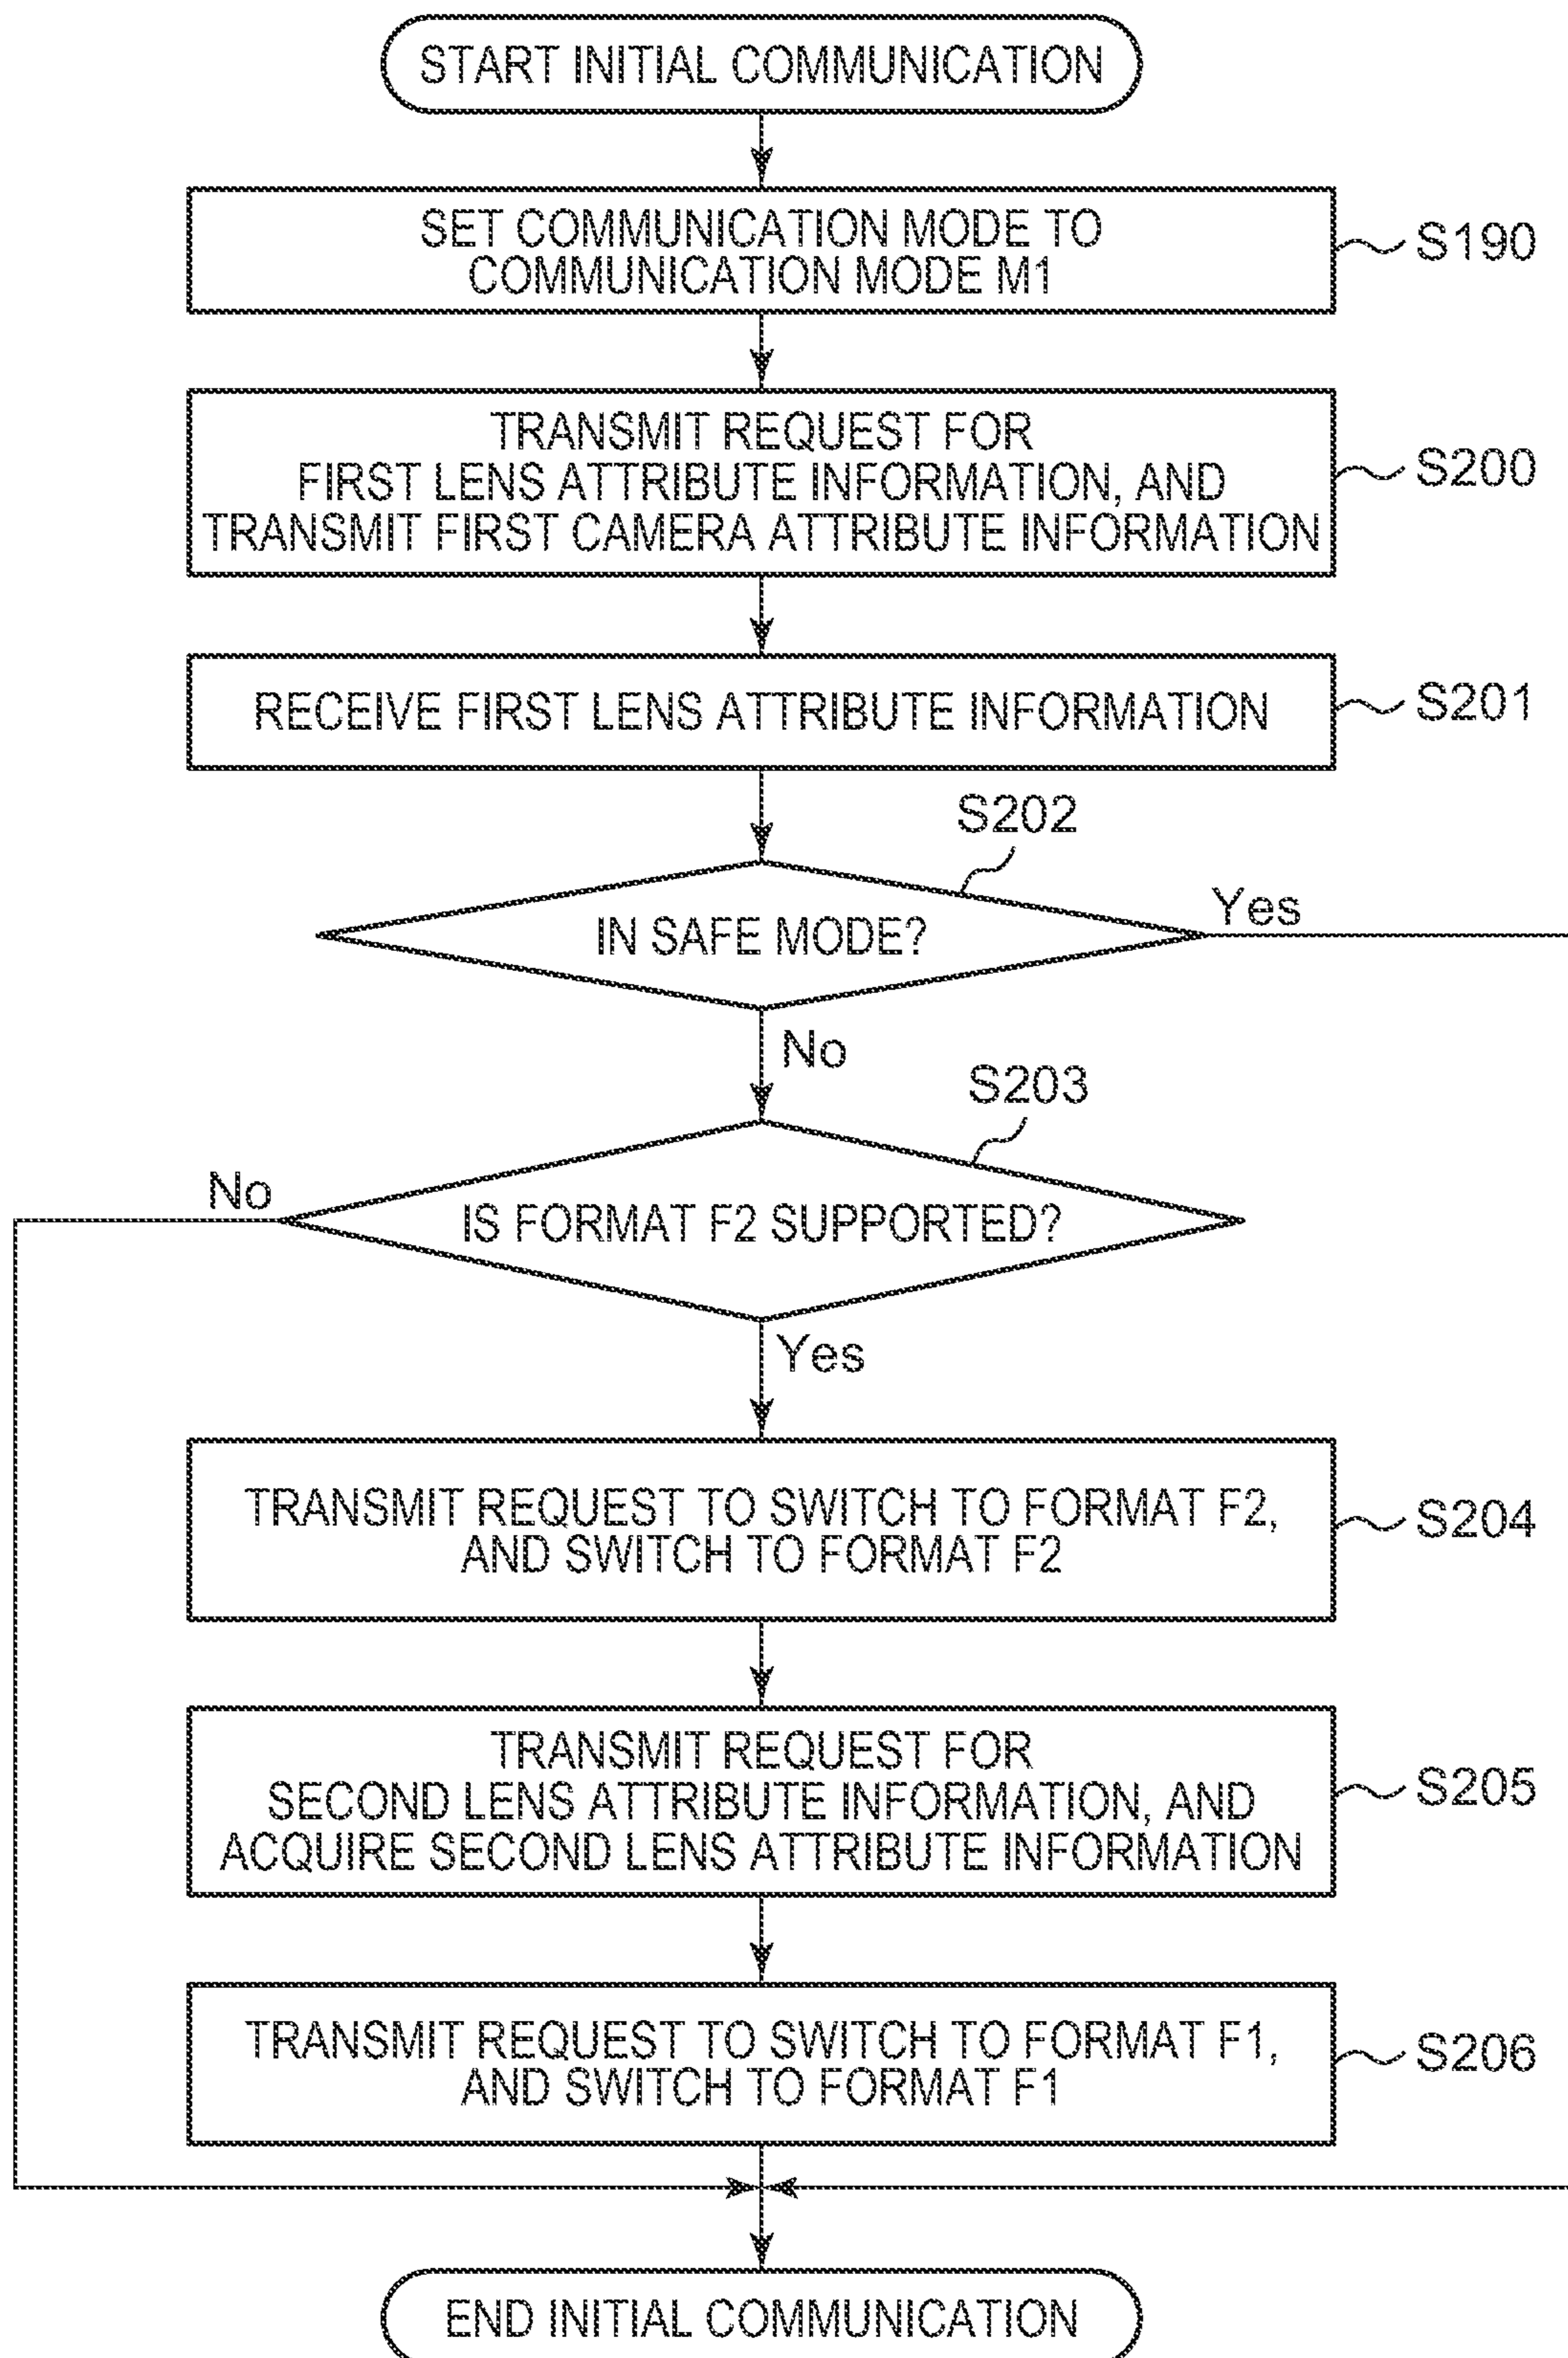 START INITIAL COMMUNICATION
SET COMMUNICATION MODE TO
COMMUNICATION MODE M1
S190
TRANSMIT REQUEST FOR
FIRST LENS ATTRIBUTE INFORMATION, AND
TRANSMIT FIRST CAMERA ATTRIBUTE INFORMATION
S200
RECEIVE FIRST LENS ATTRIBUTE INFORMATION
S201
S202
IN SAFE MODE?
Yes
No
S203
No
IS FORMAT F2 SUPPORTED?
Yes
TRANSMIT REQUEST TO SWITCH TO FORMAT F2,
AND SWITCH TO FORMAT F2
S204
TRANSMIT REQUEST FOR
SECOND LENS ATTRIBUTE INFORMATION, AND
ACQUIRE SECOND LENS ATTRIBUTE INFORMATION
S205
TRANSMIT REQUEST TO SWITCH TO FORMAT F1,
AND SWITCH TO FORMAT F1
S206
END INITIAL COMMUNICATION